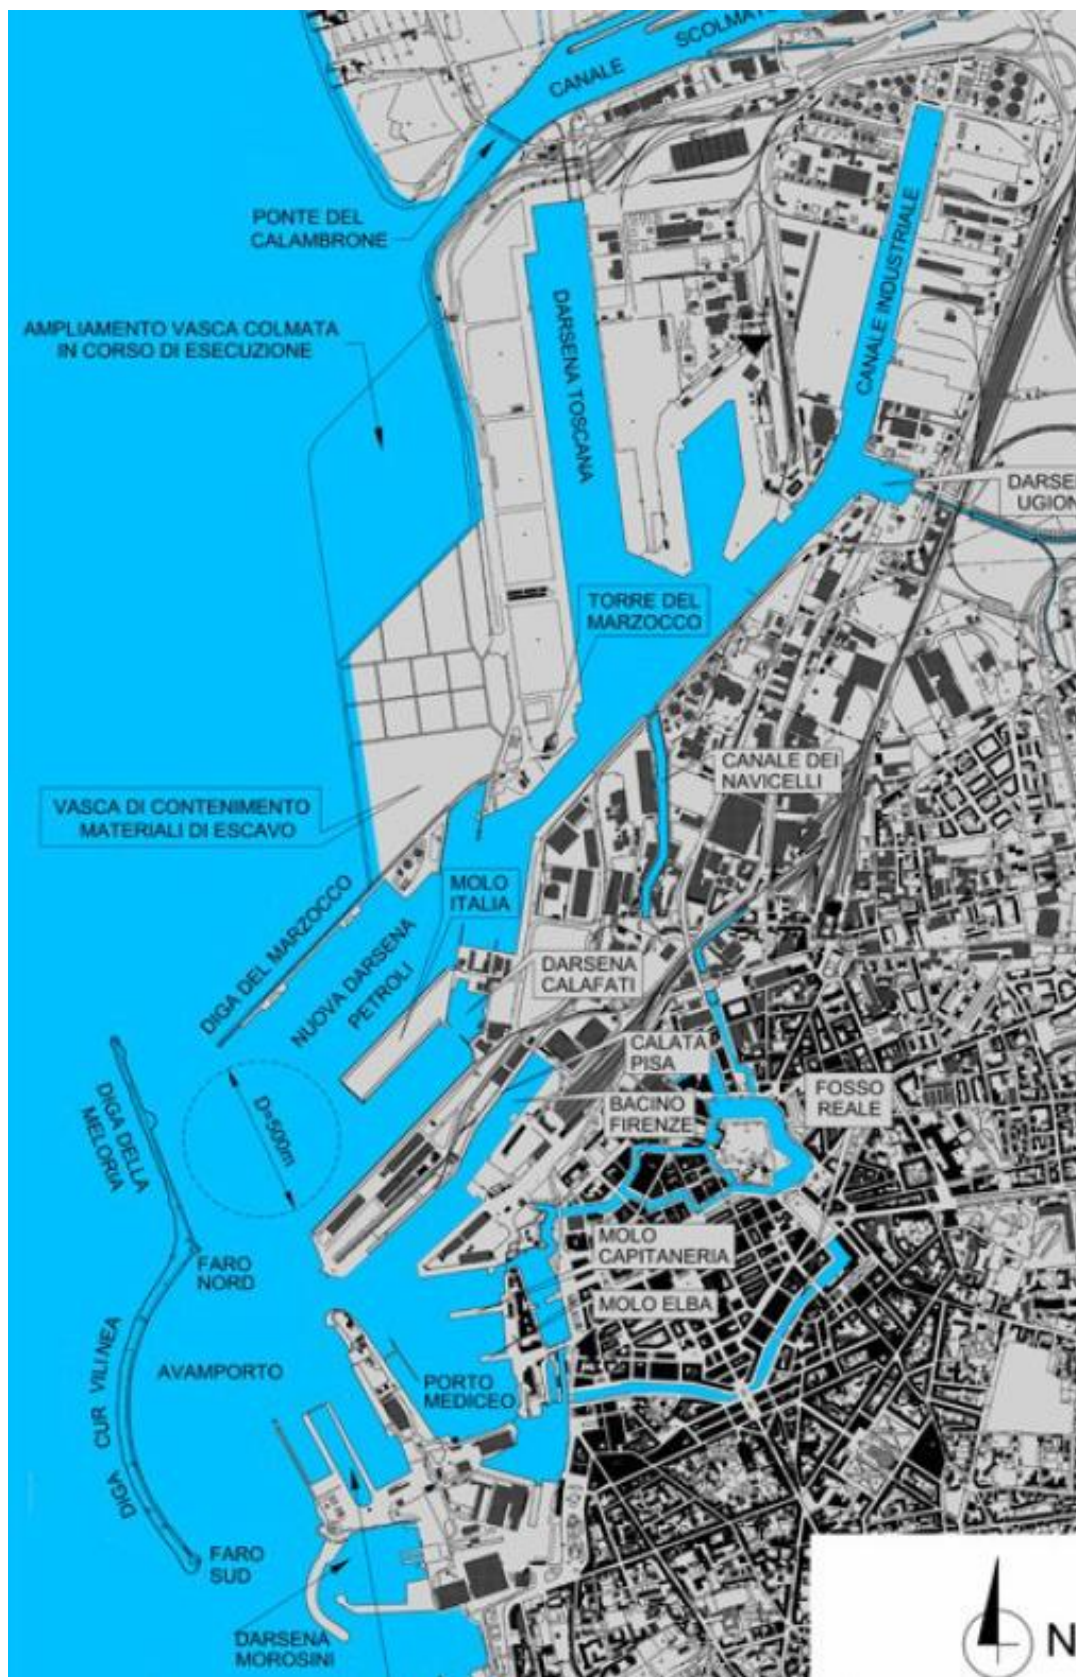 CANALE
SCOLMATO
PONTE DEL
CALAMBRONE
AMPLIAMENTO VASCA COLMATA
IN CORSO DI ESECUZIONE
DARSENA TOSCANA
CANALE INDUSTRIALE
DARSE
UGION
TORRE DEL
MARZOCCO
CANALE DEI
NAVICELLI
VASCA DI CONTENIMENTO
MATERIALI DI ESCAVO
MOLO
ITALIA
DIGA DEL MARZOCCO
NUOVA DARSENA
PETROLI
DARSENA
CALAFATI
CALATA
PISA
BACINO
FIRENZE
FOSSO
REALE
DIGA DELLA
MELORIA
D=500m
MOLO
CAPITANERIA
FARO
NORD
MOLO ELBA
AVAMPORTO
PORTO
MEDICEO
DIGA CUR VILINEA
FARO
SUD
DARSENA
MOROSINI
N